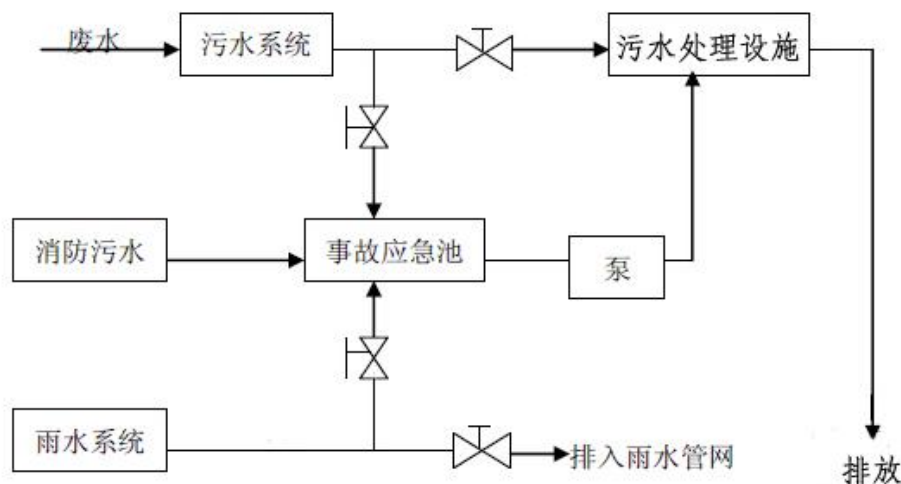 废水
污水系统
污水处理设施
消防污水
事故应急池
泵
雨水系统
排入雨水管网
排放